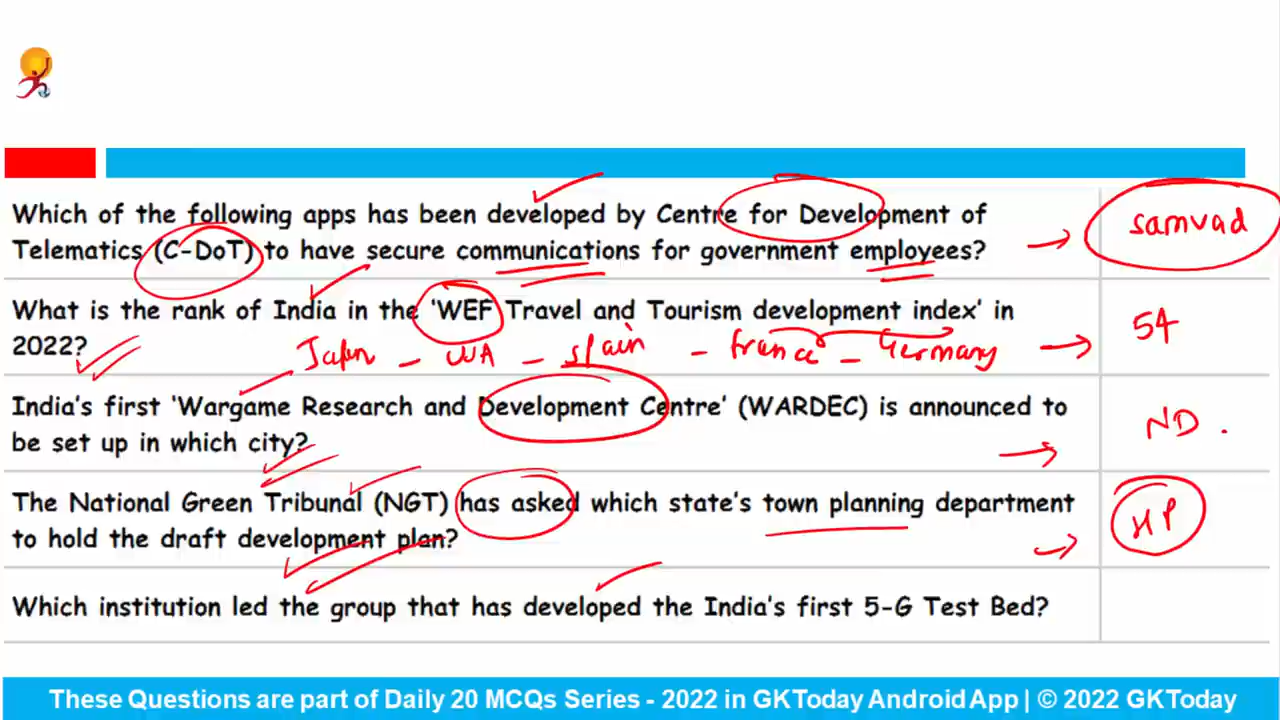 Which of the following apps has been developed by Centre for Development of
Telematics (C-DoT) to have secure communications for government employees?
samvad
What is the rank of India in the 'WEF Travel and Tourism development index' in
2022?
Japan - USA - Spain - france - Germany
54
India's first 'Wargame Research and Development Centre' (WARDEC) is announced to
be set up in which city?
ND.
The National Green Tribunal (NGT) has asked which state's town planning department
to hold the draft development plan?
HP
Which institution led the group that has developed the India's first 5-G Test Bed?
These Questions are part of Daily 20 MCQs Series - 2022 in GKToday Android App | © 2022 GKToday